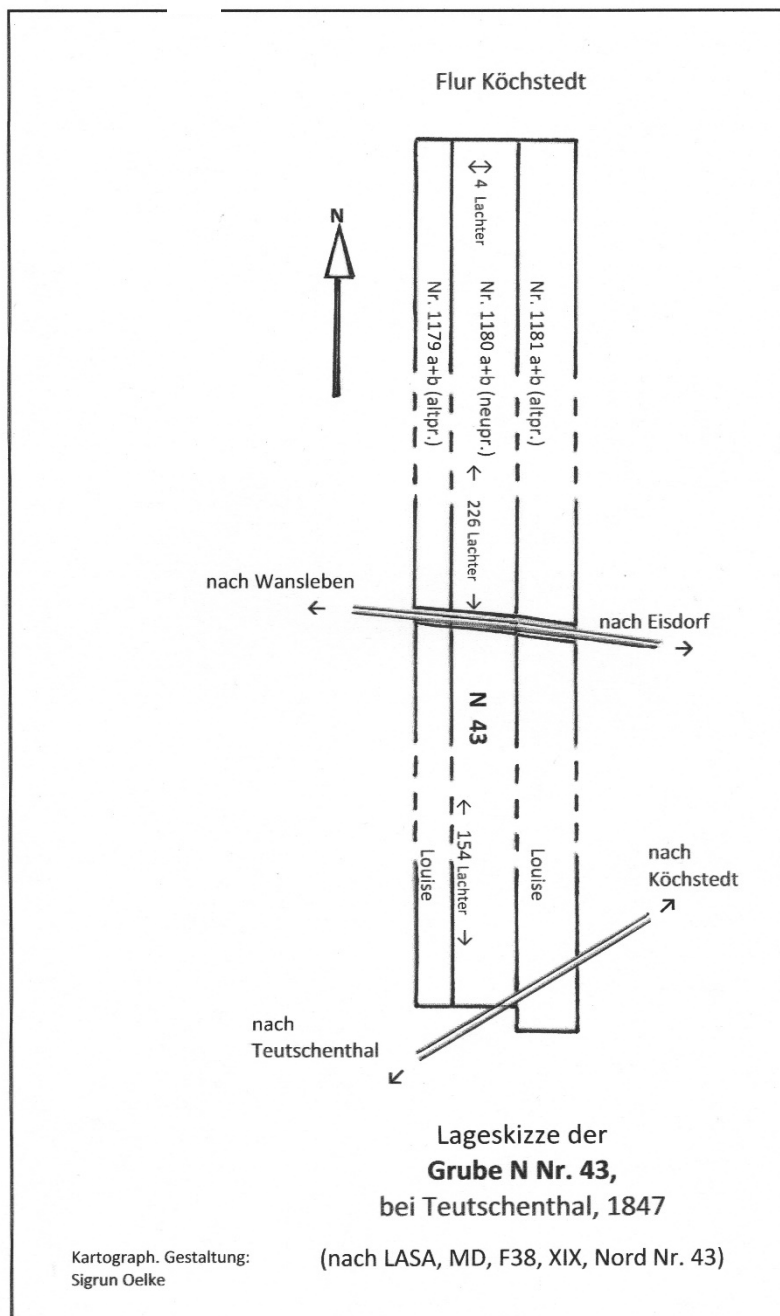 Flur Köchstedt
N
4 Lachter
Nr. 1179 a+b (altpr.)
Nr. 1180 a+b (neupr.)
Nr. 1181 a+b (altpr.)
226 Lachter
nach Wansleben
nach Eisdorf
N 43
154 Lachter
Louise
Louise
nach
Köchstedt
nach
Teutschenthal
Lageskizze der
Grube N Nr. 43,
bei Teutschenthal, 1847
(nach LASA, MD, F38, XIX, Nord Nr. 43)
Kartograph. Gestaltung:
Sigrun Oelke